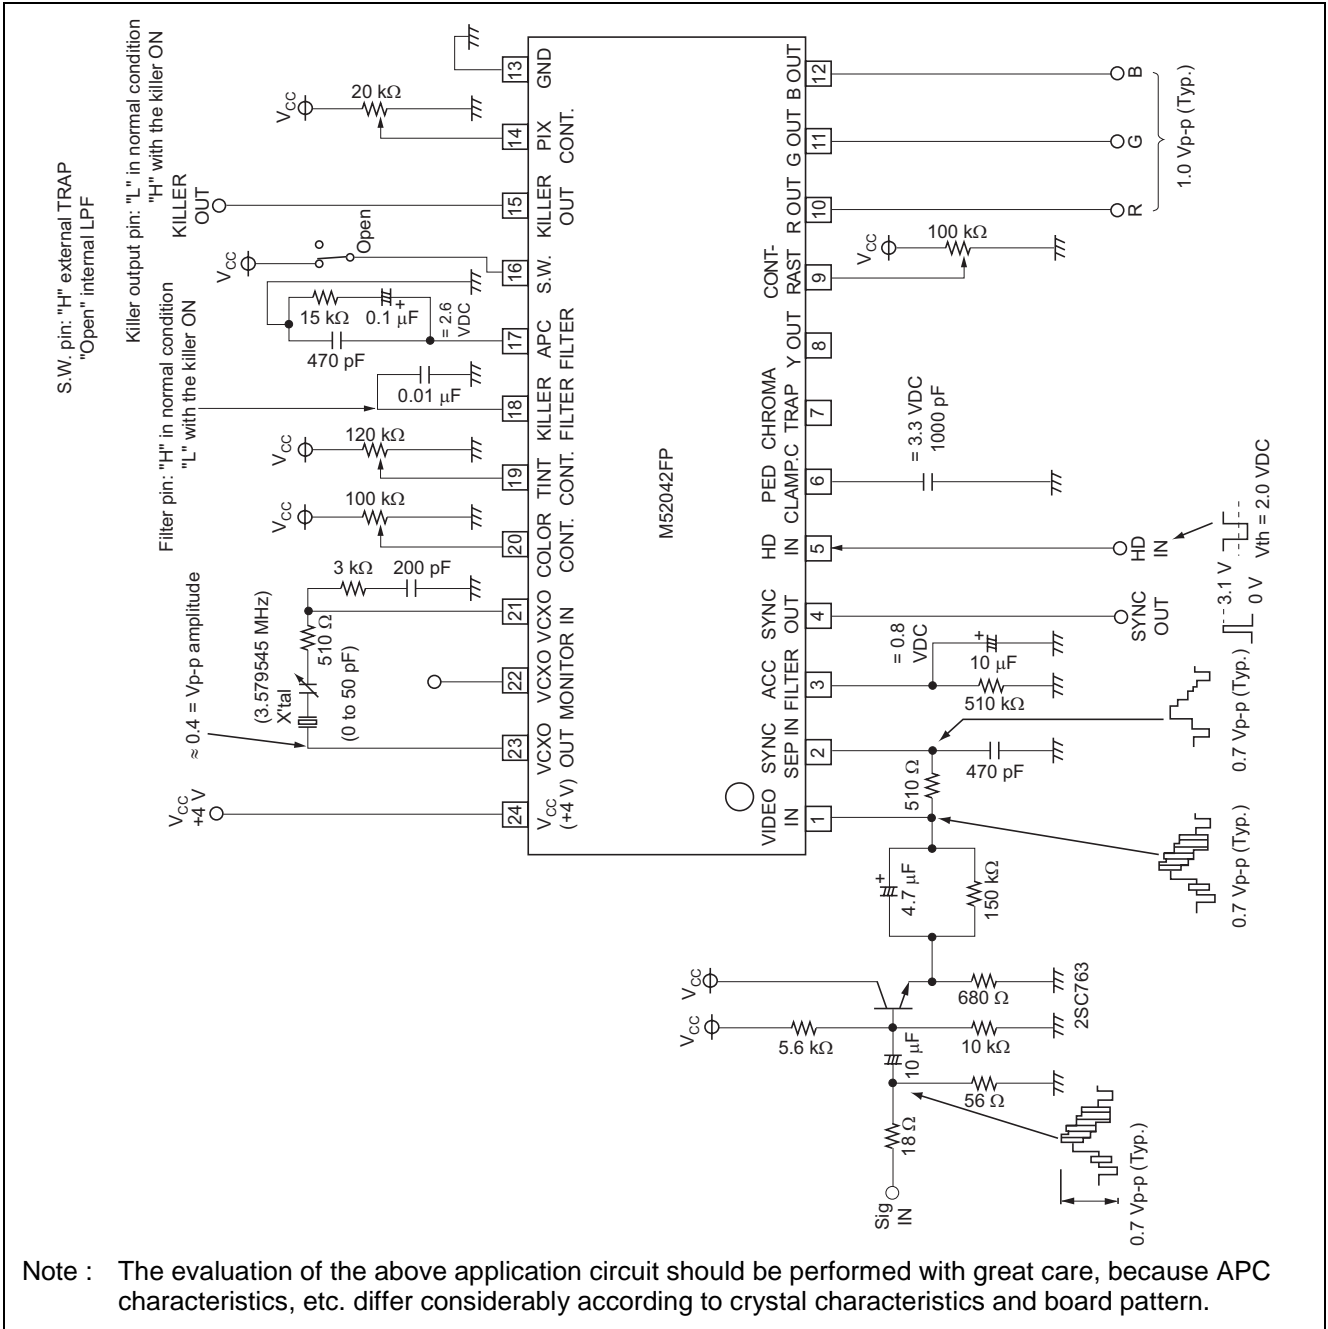 S.W. pin: "H" external TRAP
"Open" internal LPF
Killer output pin: "L" in normal condition
"H" with the killer ON
Filter pin: "H" in normal condition
"L" with the killer ON
13
GND
VCC
20 kΩ
14
PIX
CONT.
KILLER
OUT
15
KILLER
OUT
VCC
Open
16
S.W.
15 kΩ
0.1 µF
+
470 pF
= 2.6
VDC
17
APC
FILTER
0.01 µF
18
KILLER
FILTER
VCC
120 kΩ
19
TINT
CONT.
VCC
100 kΩ
20
COLOR
CONT.
3 kΩ
200 pF
21
VCXO
IN
510 Ω
(0 to 50 pF)
(3.579545 MHz)
X'tal
22
VCXO
MONITOR
≈ 0.4 = Vp-p amplitude
23
VCXO
OUT
VCC
+4 V
24
VCC
(+4 V)
M52042FP
12
B OUT
B
11
G OUT
G
10
R OUT
R
1.0 Vp-p (Typ.)
VCC
100 kΩ
9
CONT-
RAST
8
Y OUT
7
CHROMA
TRAP
6
PED
CLAMP.C
= 3.3 VDC
1000 pF
5
HD
IN
HD
IN
Vth = 2.0 VDC
4
SYNC
OUT
SYNC
OUT
3.1 V
0 V
3
ACC
FILTER
= 0.8
VDC
+
10 µF
510 kΩ
2
SYNC
SEP IN
470 pF
510 Ω
0.7 Vp-p (Typ.)
1
VIDEO
IN
0.7 Vp-p (Typ.)
+
4.7 µF
150 kΩ
VCC
680 Ω
2SC763
VCC
5.6 kΩ
10 kΩ
10 µF
56 Ω
18 Ω
Sig
IN
0.7 Vp-p (Typ.)
Note : The evaluation of the above application circuit should be performed with great care, because APC
characteristics, etc. differ considerably according to crystal characteristics and board pattern.